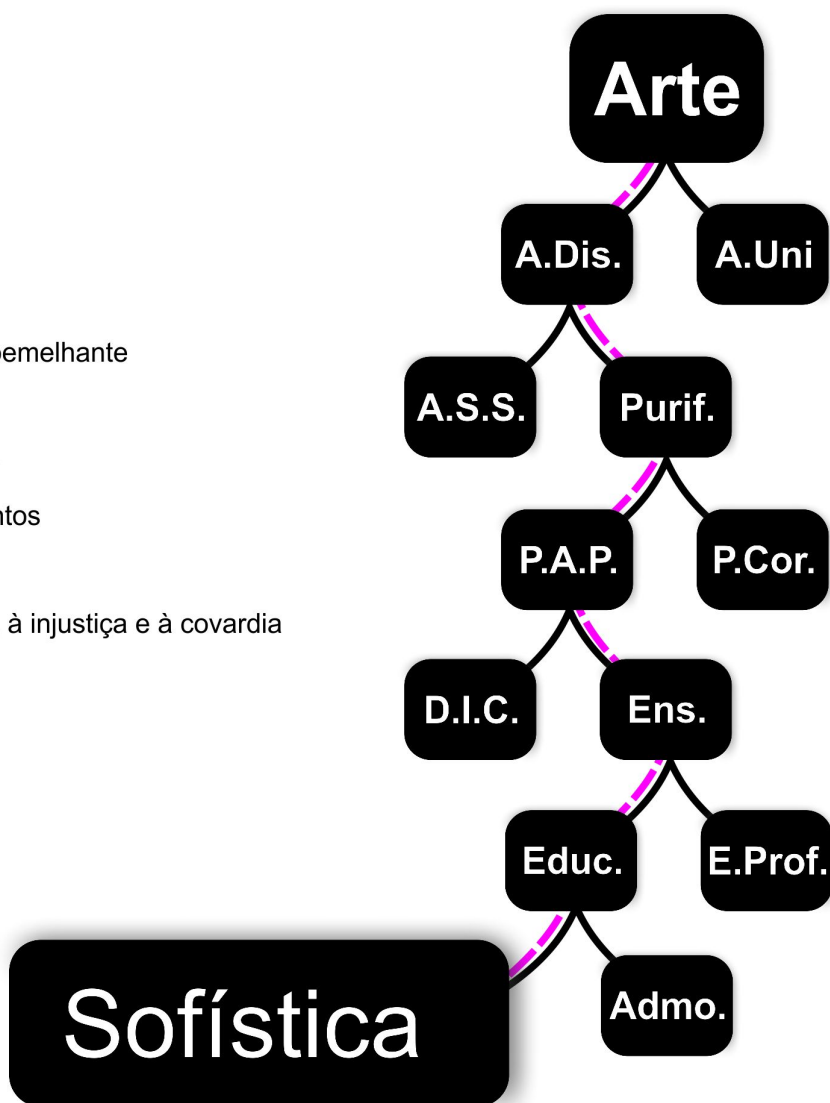 Arte
A.Dis. A.Uni
emelhante
A.S.S. Purif.
ntos
P.A.P. P.Cor.
à injustiça e à covardia
D.I.C. Ens.
Educ. E.Prof.
Sofística Admo.